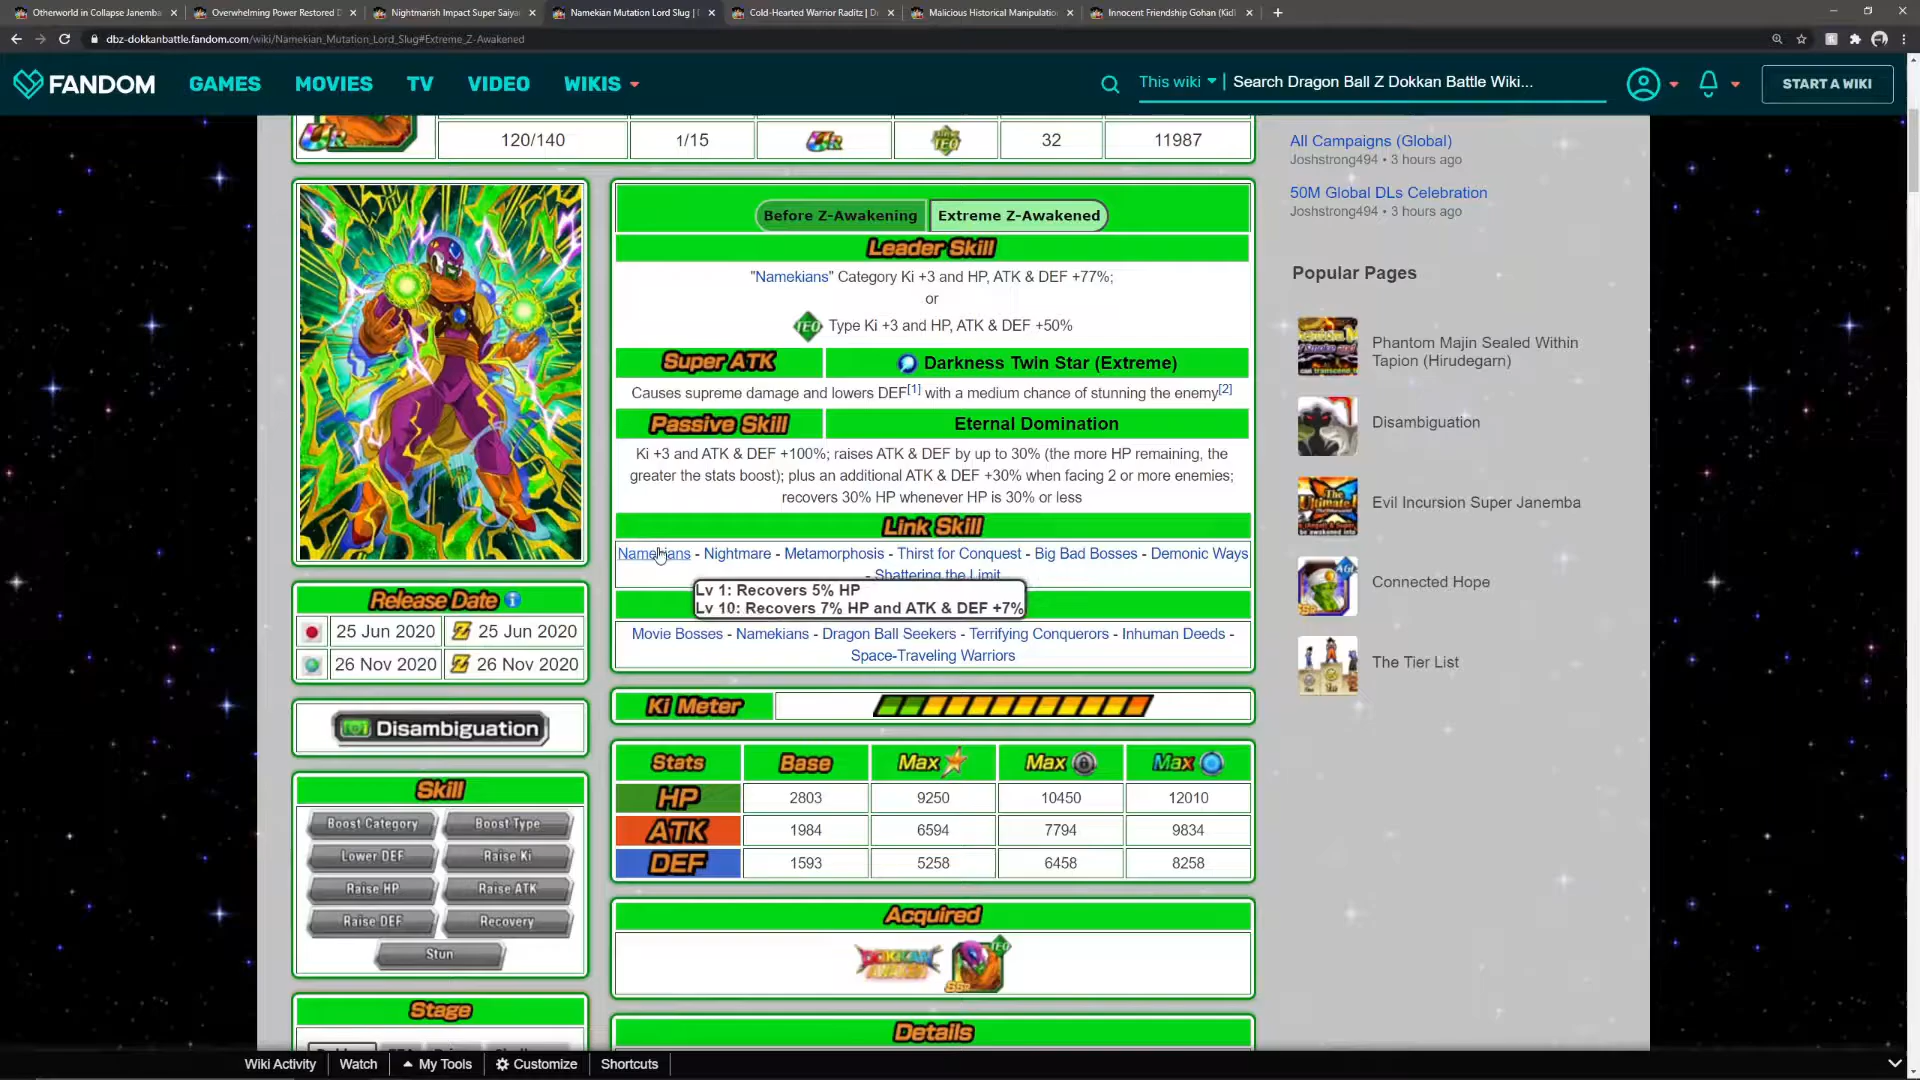 Otherworld in Collapse Janemba
Overwhelming Power Restored D
Nightmarish Impact Super Saiya
Namekian Mutation Lord Slug |
Cold-Hearted Warrior Raditz | D
Malicious Historical Manipulatio
Innocent Friendship Gohan (Kid)
dbz-dokkanbattle.fandom.com/wiki/Namekian_Mutation_Lord_Slug#Extreme_Z-Awakened
FANDOM
GAMES
MOVIES
TV
VIDEO
WIKIS
This wiki
Search Dragon Ball Z Dokkan Battle Wiki...
START A WIKI
UR
120/140
1/15
UR
TEQ
32
11987
Before Z-Awakening
Extreme Z-Awakened
Leader Skill
"Namekians" Category Ki +3 and HP, ATK & DEF +77%;
or
TEQ Type Ki +3 and HP, ATK & DEF +50%
Super ATK
Darkness Twin Star (Extreme)
Causes supreme damage and lowers DEF[1] with a medium chance of stunning the enemy[2]
Passive Skill
Eternal Domination
Ki +3 and ATK & DEF +100%; raises ATK & DEF by up to 30% (the more HP remaining, the
greater the stats boost); plus an additional ATK & DEF +30% when facing 2 or more enemies;
recovers 30% HP whenever HP is 30% or less
Link Skill
Namekians - Nightmare - Metamorphosis - Thirst for Conquest - Big Bad Bosses - Demonic Ways
- Shattering the Limit
Lv 1: Recovers 5% HP
Lv 10: Recovers 7% HP and ATK & DEF +7%
Movie Bosses - Namekians - Dragon Ball Seekers - Terrifying Conquerors - Inhuman Deeds -
Space-Traveling Warriors
Release Date
25 Jun 2020
Z 25 Jun 2020
26 Nov 2020
Z 26 Nov 2020
Disambiguation
Skill
Boost Category
Boost Type
Lower DEF
Raise Ki
Raise HP
Raise ATK
Raise DEF
Recovery
Stun
Stage
Ki Meter
Stats
Base
Max
Max
Max
HP
2803
9250
10450
12010
ATK
1984
6594
7794
9834
DEF
1593
5258
6458
8258
Acquired
DOKKAN
AWAKEN
TEQ
SSR
Details
All Campaigns (Global)
Joshstrong494 • 3 hours ago
50M Global DLs Celebration
Joshstrong494 • 3 hours ago
Popular Pages
Phantom Majin Sealed Within
Tapion (Hirudegarn)
Disambiguation
Evil Incursion Super Janemba
Connected Hope
The Tier List
Wiki Activity
Watch
My Tools
Customize
Shortcuts